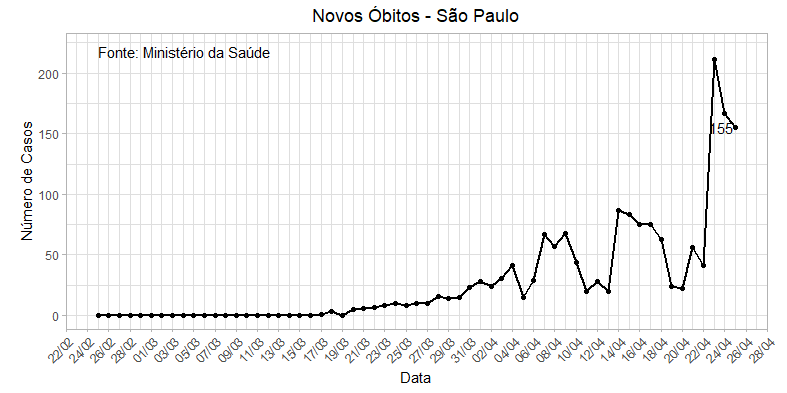 Novos Óbitos - São Paulo
Fonte: Ministério da Saúde
Número de Casos
200
150
100
50
0
155
22/02 24/02 26/02 28/02 01/03 03/03 05/03 07/03 09/03 11/03 13/03 15/03 17/03 19/03 21/03 23/03 25/03 27/03 29/03 31/03 02/04 04/04 06/04 08/04 10/04 12/04 14/04 16/04 18/04 20/04 22/04 24/04 26/04 28/04
Data